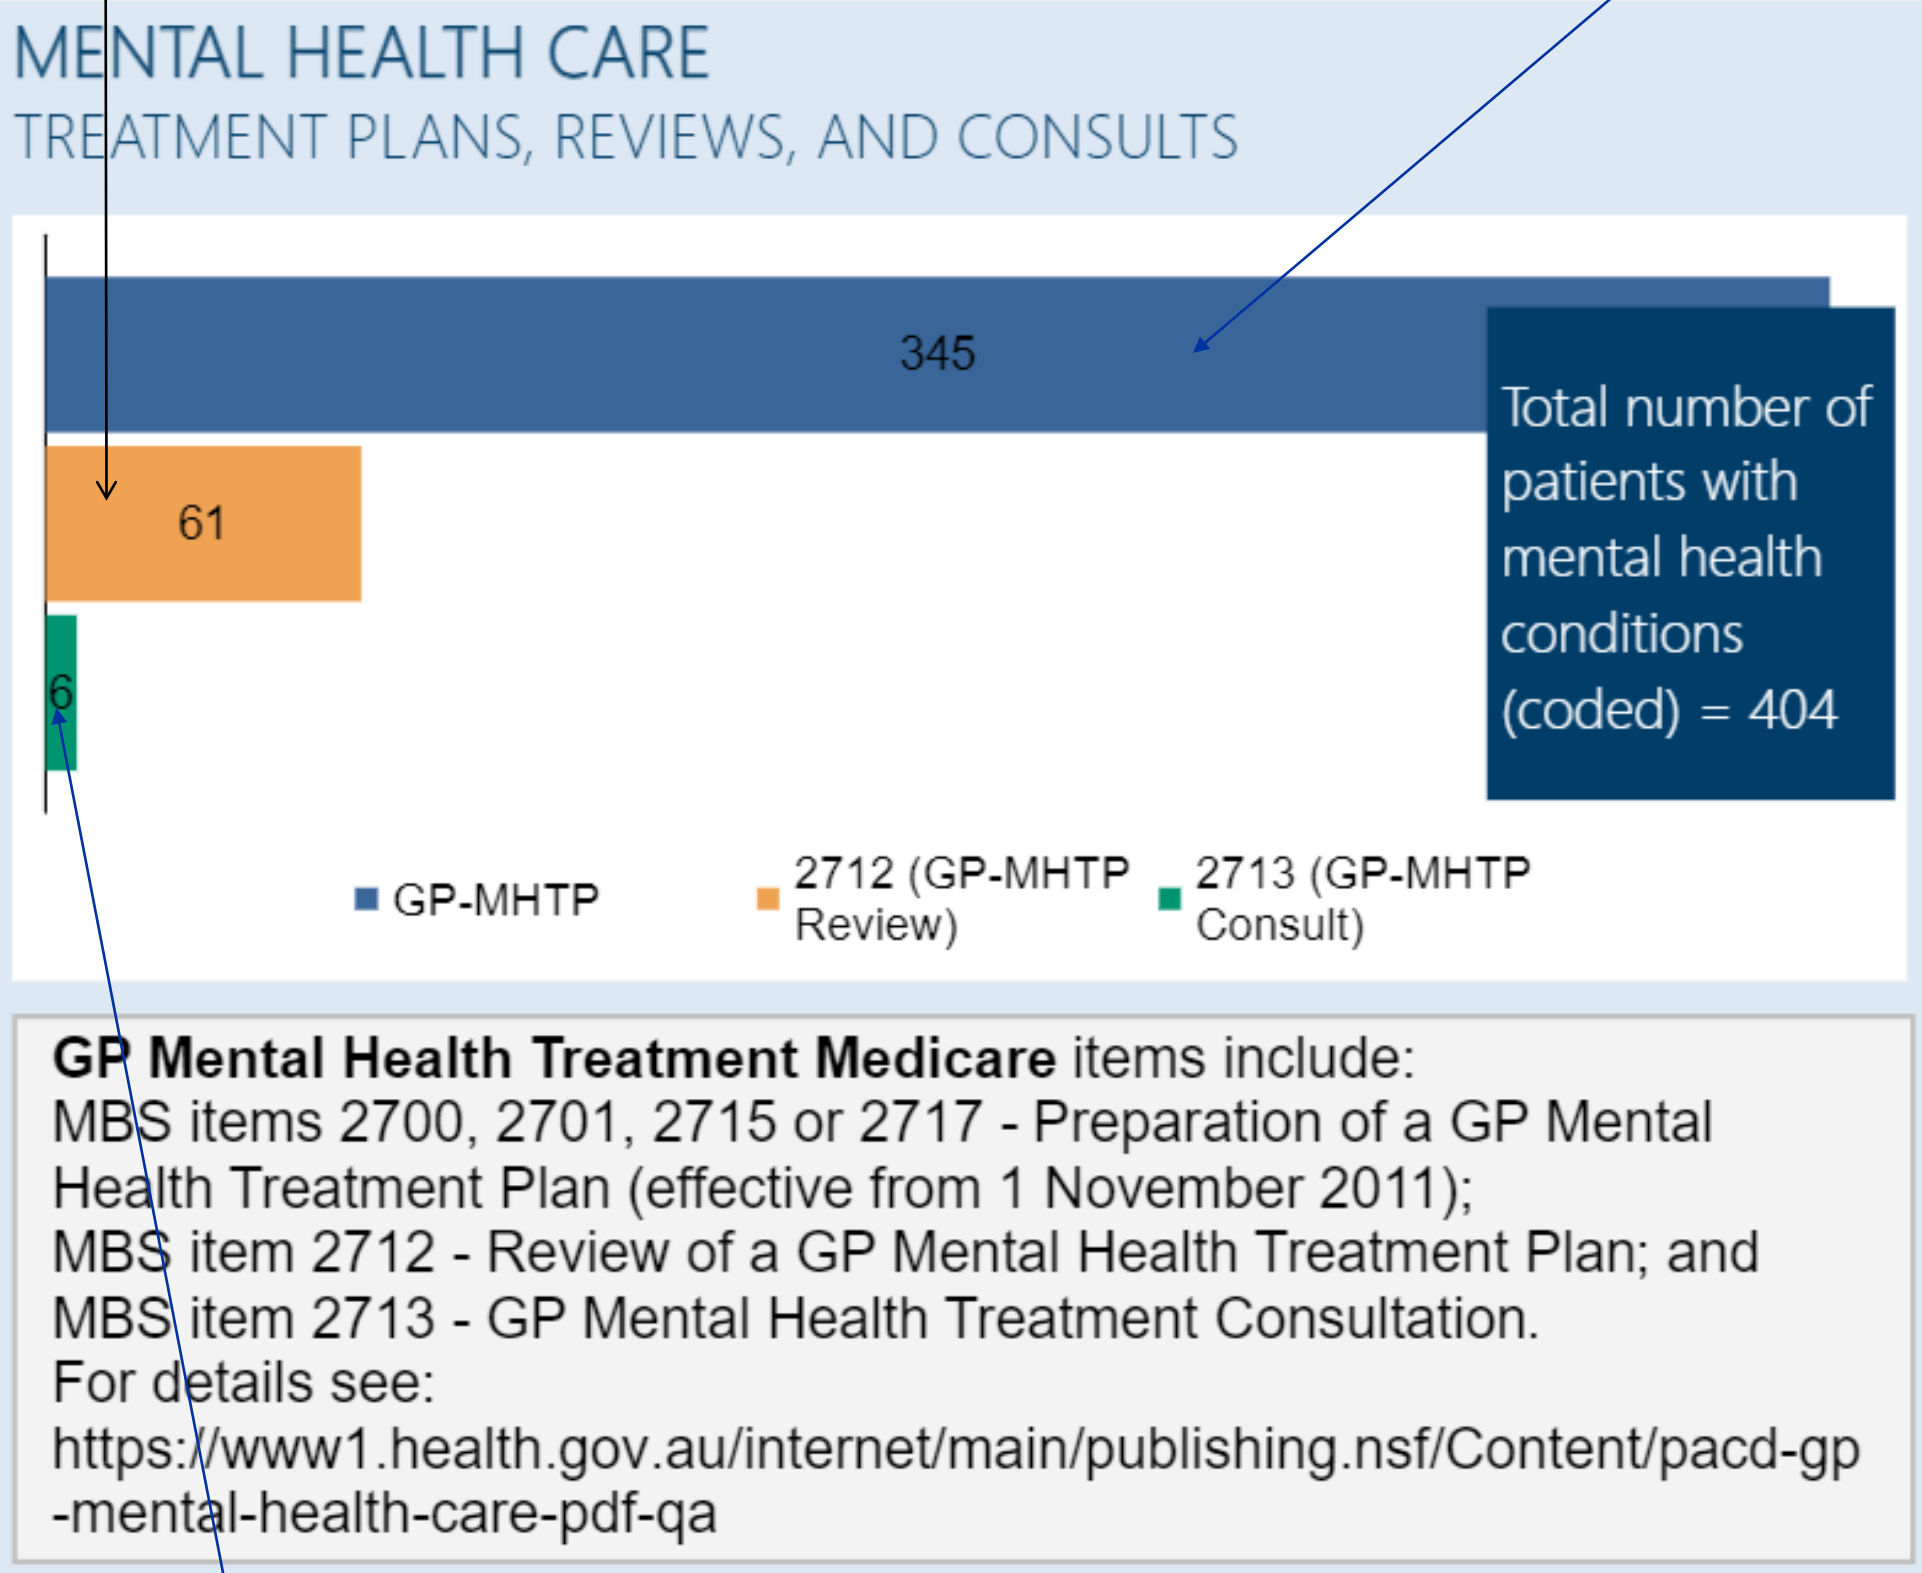 MENTAL HEALTH CARE
TREATMENT PLANS, REVIEWS, AND CONSULTS
345
61
6
Total number of
patients with
mental health
conditions
(coded) = 404
GP-MHTP
2712 (GP-MHTP
Review)
2713 (GP-MHTP
Consult)
GP Mental Health Treatment Medicare items include:
MBS items 2700, 2701, 2715 or 2717 - Preparation of a GP Mental
Health Treatment Plan (effective from 1 November 2011);
MBS item 2712 - Review of a GP Mental Health Treatment Plan; and
MBS item 2713 - GP Mental Health Treatment Consultation.
For details see:
https://www1.health.gov.au/internet/main/publishing.nsf/Content/pacd-gp
-mental-health-care-pdf-qa